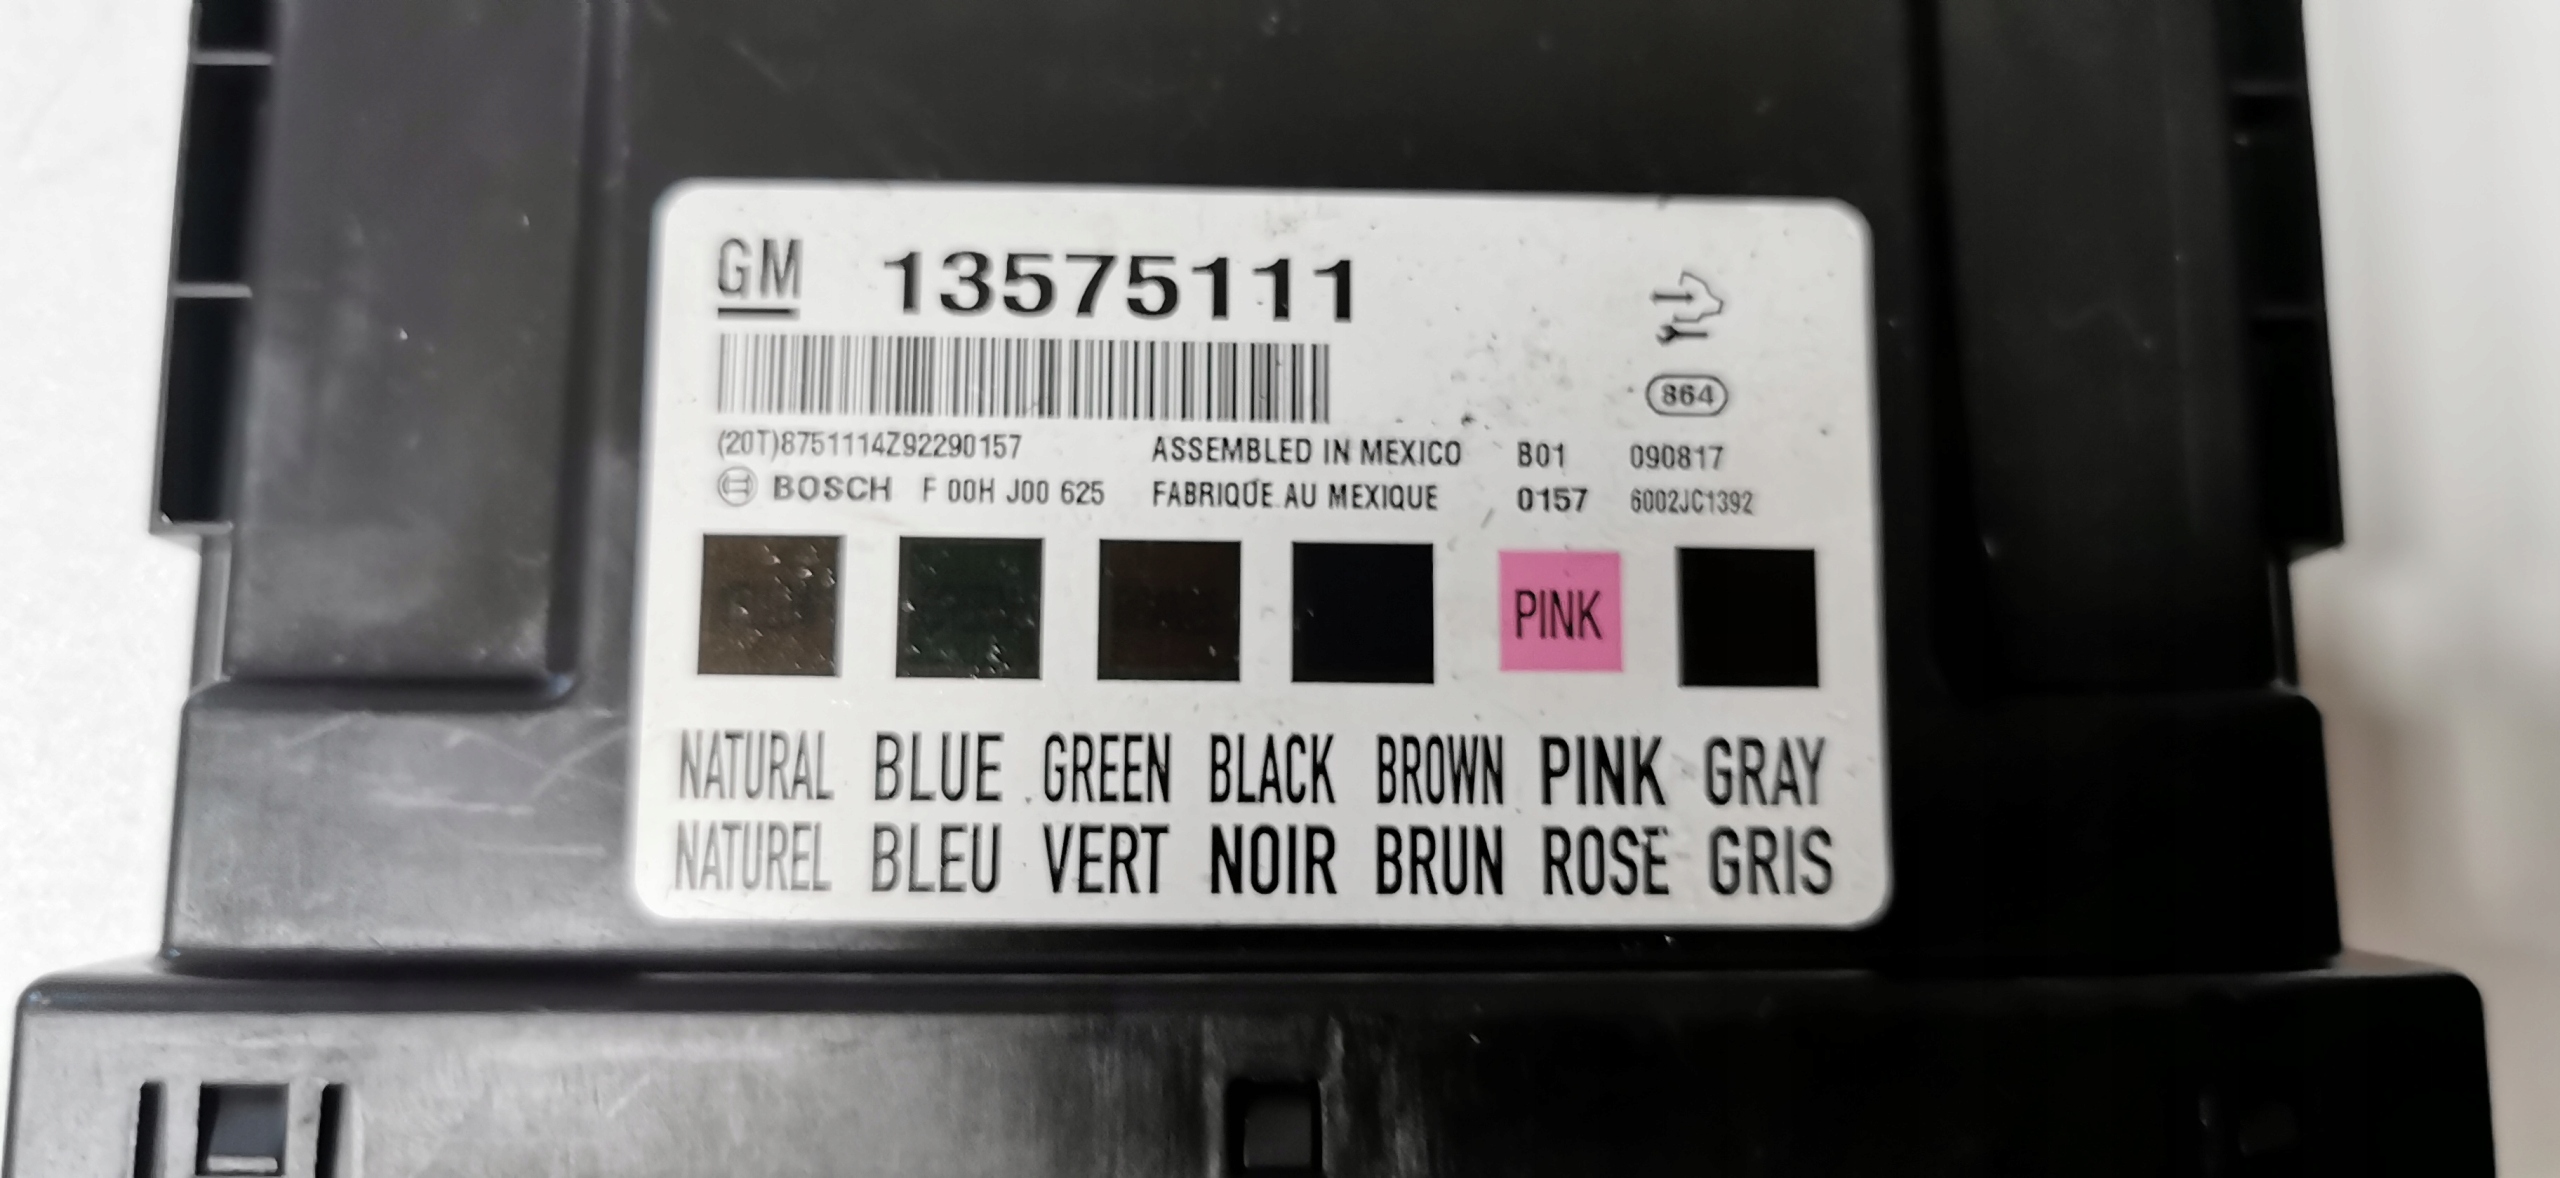 GM 13575111
864
(20T)8751114Z92290157 ASSEMBLED IN MEXICO B01 090817
BOSCH F 00H J00 625 FABRIQUÉ AU MEXIQUE 0157 6002JC1392
PINK
NATURAL BLUE GREEN BLACK BROWN PINK GRAY
NATUREL BLEU VERT NOIR BRUN ROSE GRIS